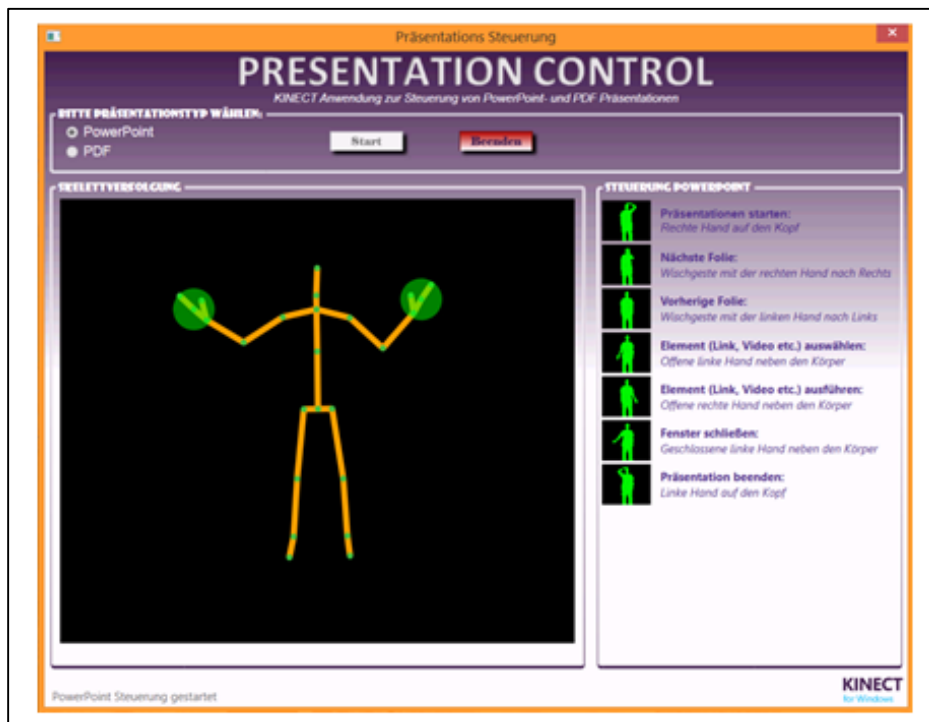 Präsentations Steuerung
PRESENTATION CONTROL
KINECT Anwendung zur Steuerung von PowerPoint- und PDF Präsentationen
BITTE PRÄSENTATIONSTYP WÄHLEN:
PowerPoint
PDF
Start
Beenden
SKELETTVERFOLGUNG
STEUERUNG POWERPOINT
Präsentationen starten:
Rechte Hand auf den Kopf
Nächste Folie:
Wischgeste mit der rechten Hand nach Rechts
Vorherige Folie:
Wischgeste mit der linken Hand nach Links
Element (Link, Video etc.) auswählen:
Offene linke Hand neben den Körper
Element (Link, Video etc.) ausführen:
Offene rechte Hand neben den Körper
Fenster schließen:
Geschlossene linke Hand neben den Körper
Präsentation beenden:
Linke Hand auf den Kopf
PowerPoint Steuerung gestartet
KINECT
for Windows